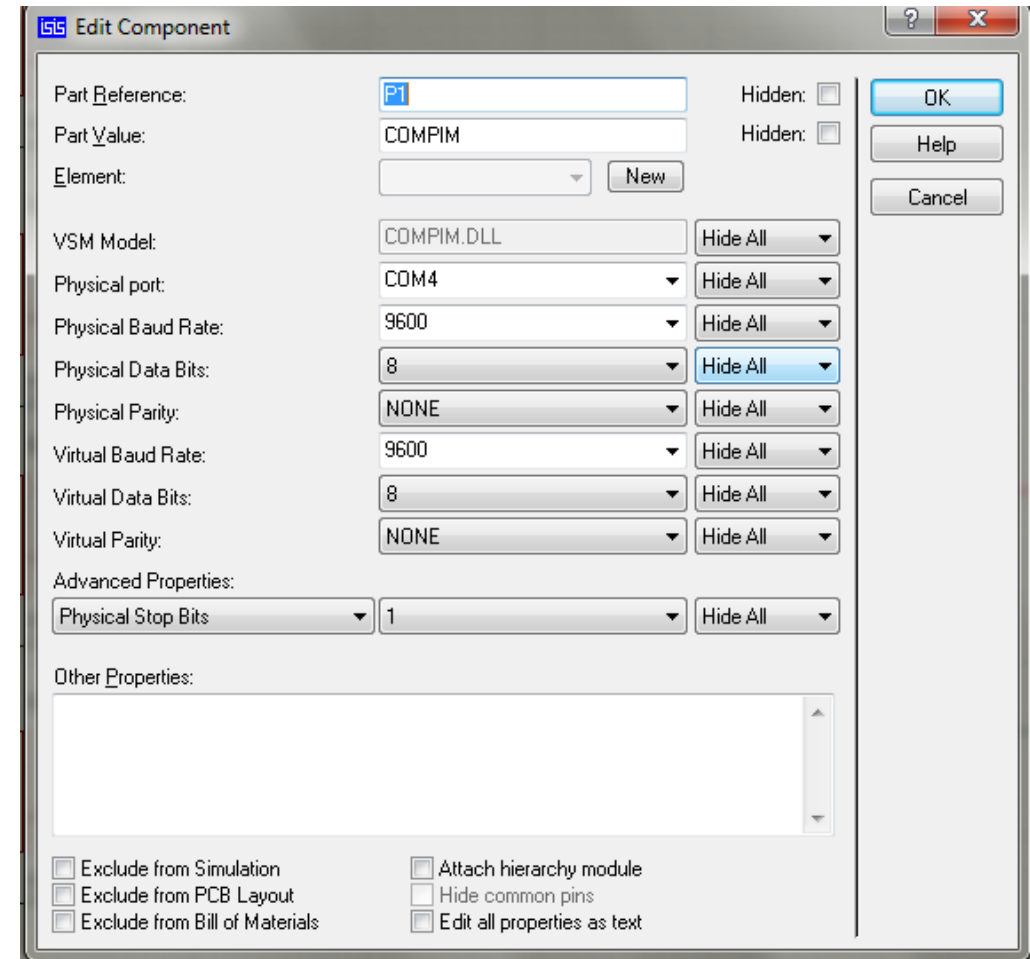 isis Edit Component ? X
Part Reference: P1 Hidden: OK
Part Value: COMPIM Hidden: Help
Element: New Cancel
VSM Model: COMPIM.DLL Hide All
Physical port: COM4 Hide All
Physical Baud Rate: 9600 Hide All
Physical Data Bits: 8 Hide All
Physical Parity: NONE Hide All
Virtual Baud Rate: 9600 Hide All
Virtual Data Bits: 8 Hide All
Virtual Parity: NONE Hide All
Advanced Properties:
Physical Stop Bits 1 Hide All
Other Properties:
Exclude from Simulation Attach hierarchy module
Exclude from PCB Layout Hide common pins
Exclude from Bill of Materials Edit all properties as text